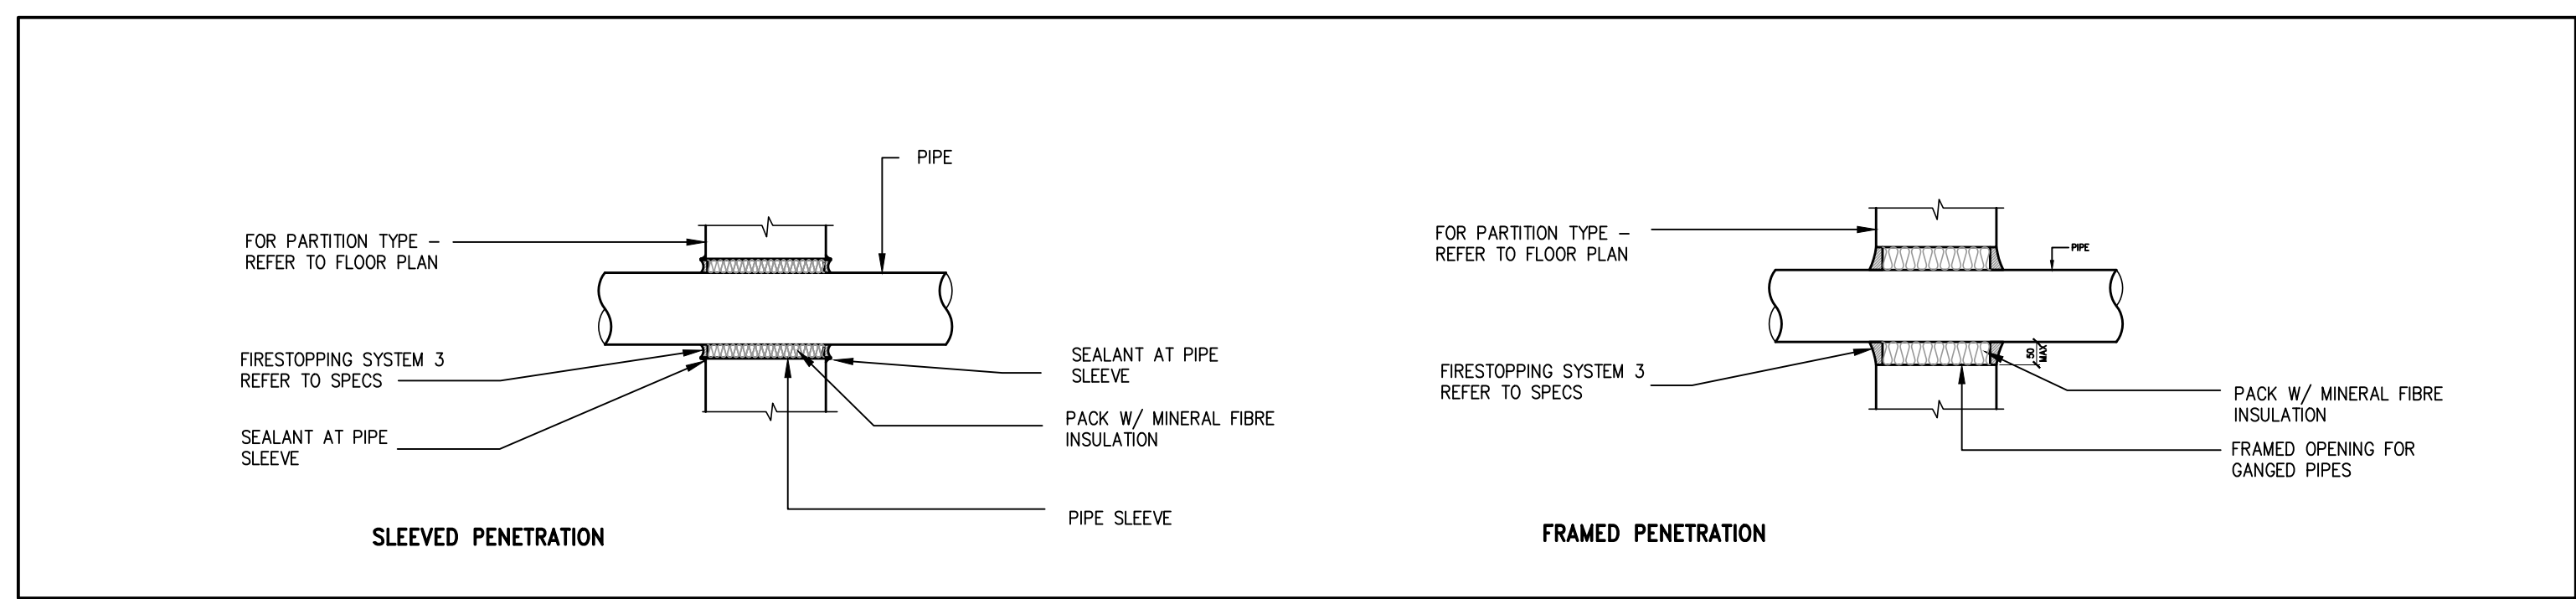 PIPE
FOR PARTITION TYPE –
REFER TO FLOOR PLAN
FIRESTOPPING SYSTEM 3
REFER TO SPECS
SEALANT AT PIPE
SLEEVE
SEALANT AT PIPE
SLEEVE
PACK W/ MINERAL FIBRE
INSULATION
PIPE SLEEVE
SLEEVED PENETRATION
FOR PARTITION TYPE –
REFER TO FLOOR PLAN
PIPE
50
MAX
FIRESTOPPING SYSTEM 3
REFER TO SPECS
PACK W/ MINERAL FIBRE
INSULATION
FRAMED OPENING FOR
GANGED PIPES
FRAMED PENETRATION